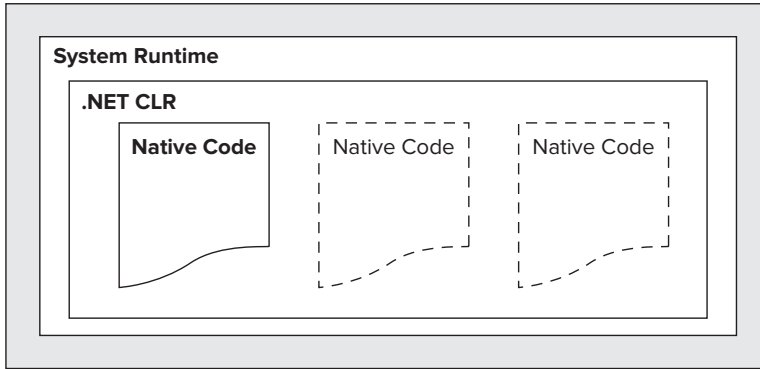 System Runtime
.NET CLR
Native Code
Native Code
Native Code